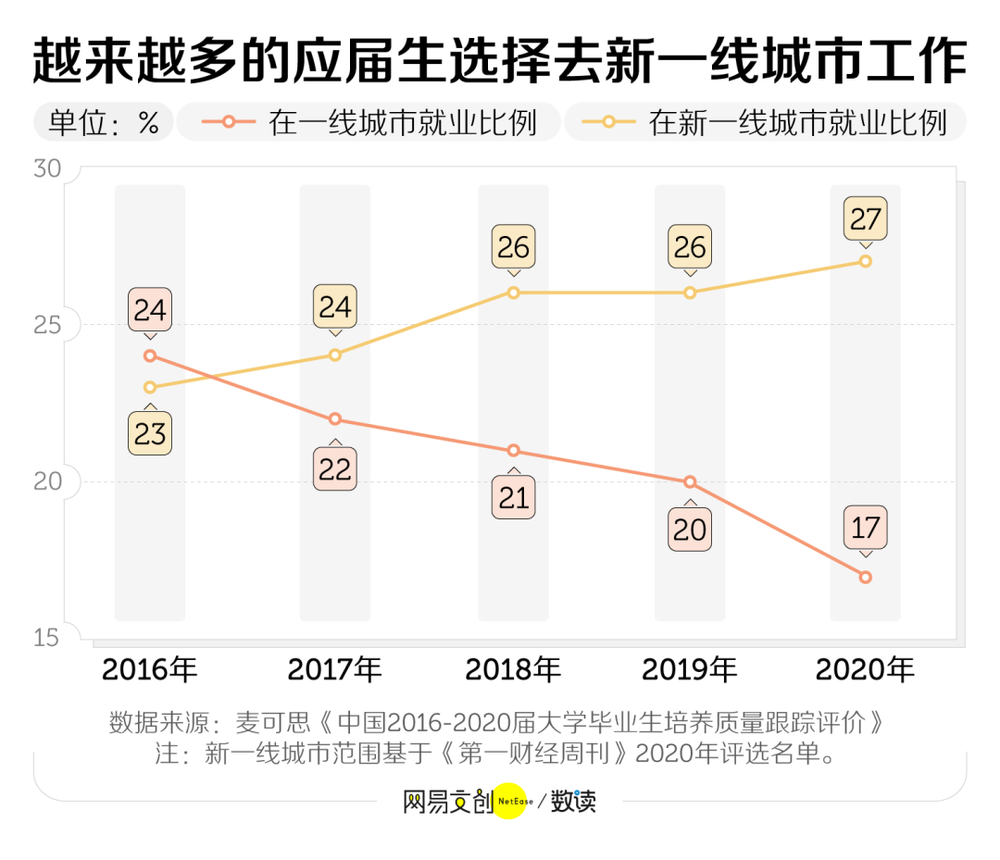 越来越多的应届生选择去新一线城市工作
单位：% 在一线城市就业比例 在新一线城市就业比例
30
27
26 26
24 24
25
23
22
21
20
20
17
15
2016年 2017年 2018年 2019年 2020年
数据来源：麦可思《中国2016-2020届大学毕业生培养质量跟踪评价》
注：新一线城市范围基于《第一财经周刊》2020年评选名单。
网易文创 NetEase / 数读